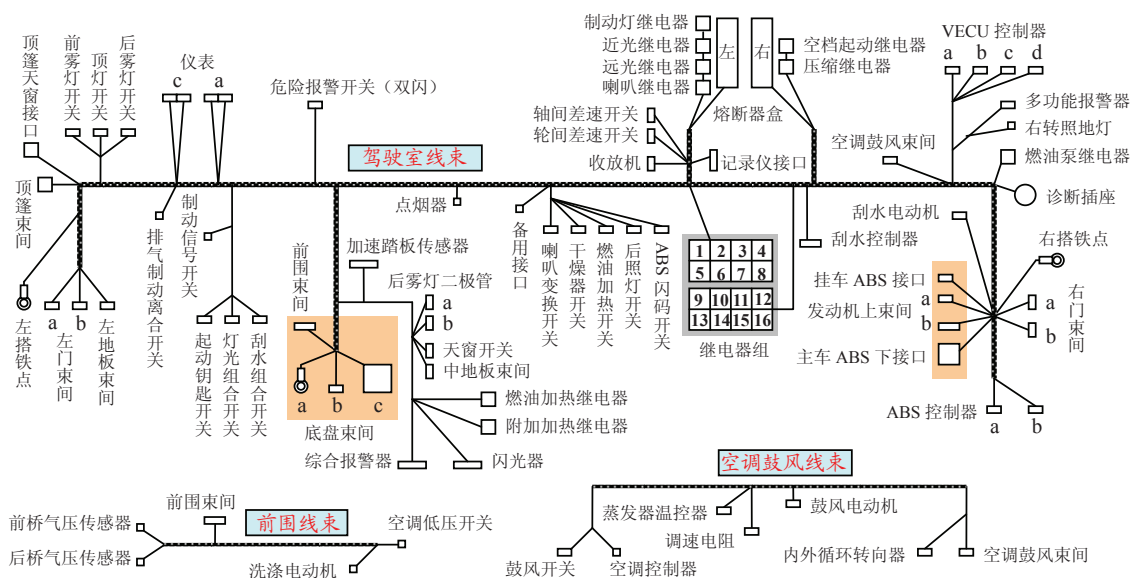 制动灯继电器
近光继电器
远光继电器
喇叭继电器
左
右
空档起动继电器
压缩继电器
VECU 控制器
a
b
c
d
顶篷天窗接口
前雾灯开关
顶灯开关
后雾灯开关
仪表
c
a
危险报警开关（双闪）
轴间差速开关
轮间差速开关
收放机
熔断器盒
记录仪接口
空调鼓风束间
多功能报警器
右转照地灯
燃油泵继电器
驾驶室线束
诊断插座
顶篷束间
点烟器
左搭铁点
a
b
左门束间
左地板束间
排气制动离合开关
制动信号开关
起动钥匙开关
灯光组合开关
刮水组合开关
前围束间
加速踏板传感器
后雾灯二极管
a
b
天窗开关
中地板束间
a
b
c
底盘束间
燃油加热继电器
附加加热继电器
综合报警器
闪光器
备用接口
喇叭变换开关
干燥器开关
燃油加热开关
后照灯开关
ABS 闪码开关
1 2 3 4
5 6 7 8
9 10 11 12
13 14 15 16
继电器组
刮水控制器
刮水电动机
右搭铁点
挂车 ABS 接口
a
发动机上束间
b
主车 ABS 下接口
a
b
右门束间
ABS 控制器
a
b
前围线束
前围束间
前桥气压传感器
后桥气压传感器
洗涤电动机
空调低压开关
空调鼓风线束
蒸发器温控器
鼓风电动机
调速电阻
鼓风开关
空调控制器
内外循环转向器
空调鼓风束间